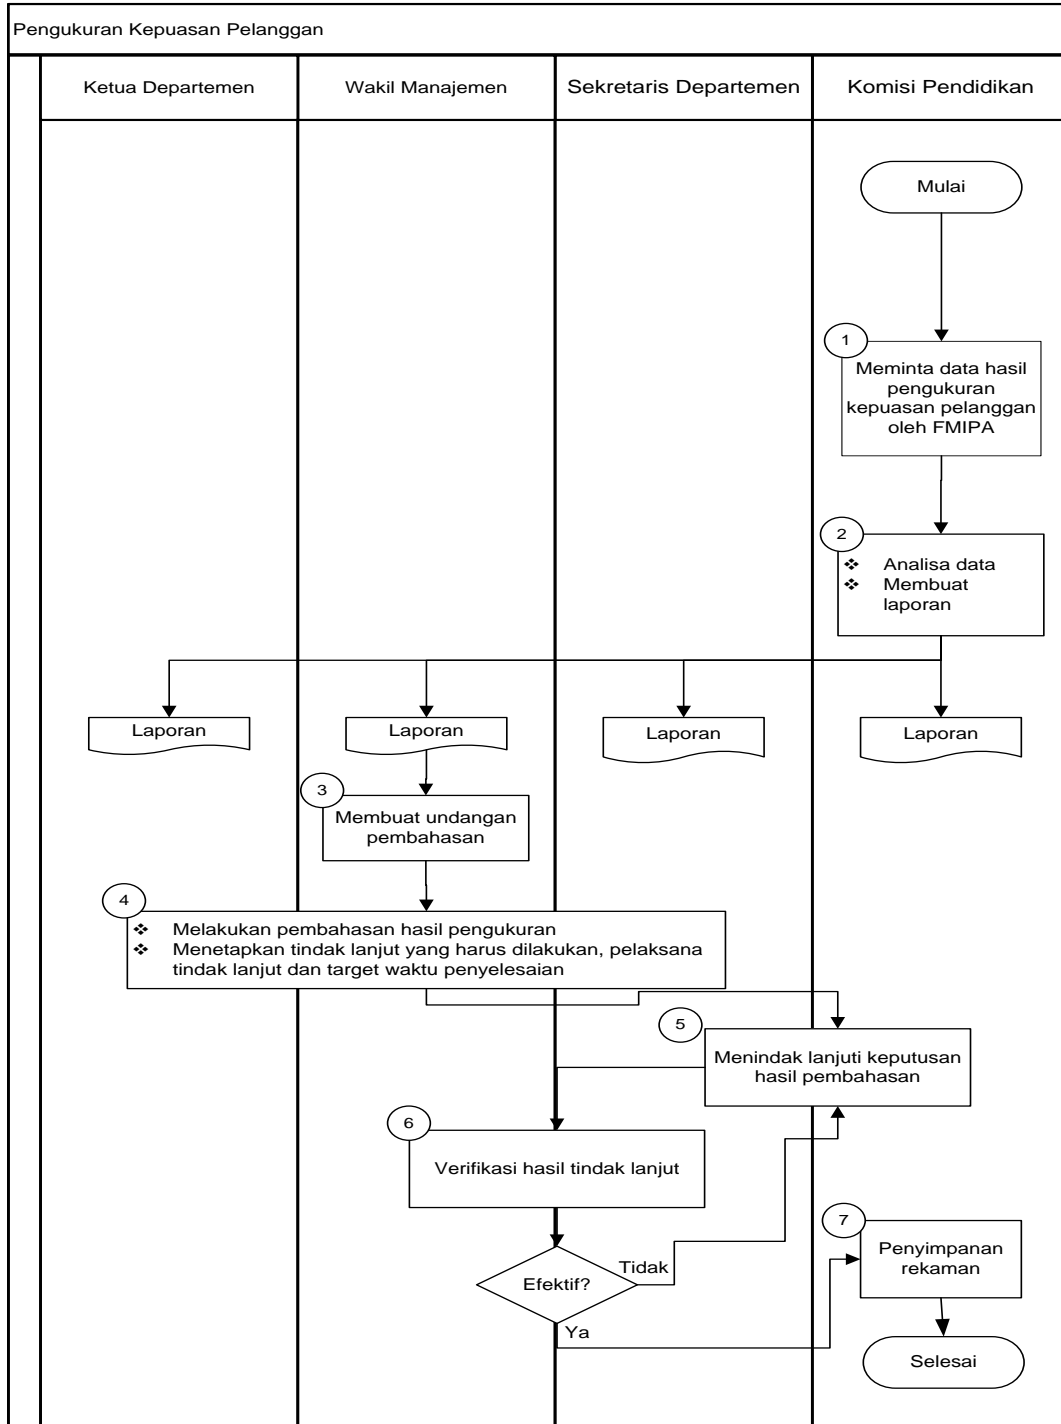 Pengukuran Kepuasan Pelanggan
Ketua Departemen
Wakil Manajemen
Sekretaris Departemen
Komisi Pendidikan
Mulai
1
Meminta data hasil
pengukuran
kepuasan pelanggan
oleh FMIPA
2
❖ Analisa data
❖ Membuat
laporan
Laporan
Laporan
Laporan
Laporan
3
Membuat undangan
pembahasan
4
❖ Melakukan pembahasan hasil pengukuran
❖ Menetapkan tindak lanjut yang harus dilakukan, pelaksana
tindak lanjut dan target waktu penyelesaian
5
Menindak lanjuti keputusan
hasil pembahasan
6
Verifikasi hasil tindak lanjut
Efektif?
Tidak
Ya
7
Penyimpanan
rekaman
Selesai